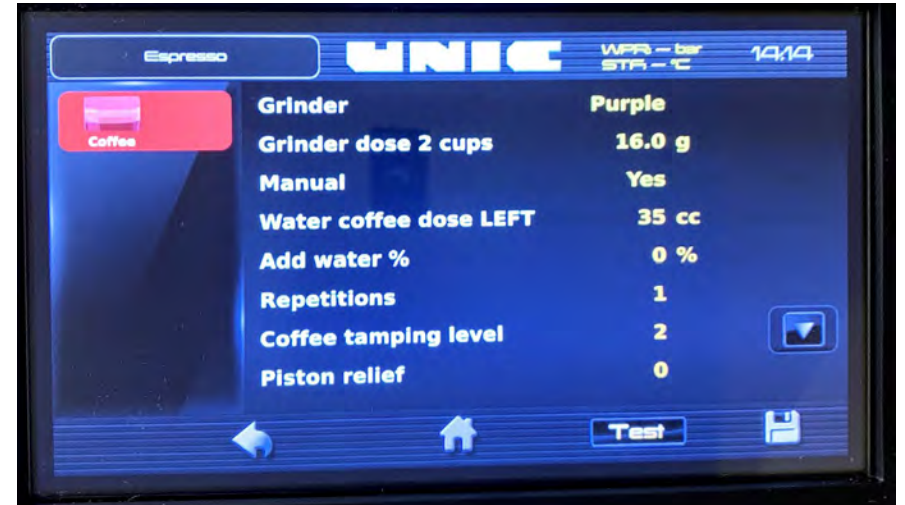 Espresso
UNIC
WPR: — bar
STR: — °C
14:14
Coffee
Grinder Purple
Grinder dose 2 cups 16.0 g
Manual Yes
Water coffee dose LEFT 35 cc
Add water % 0 %
Repetitions 1
Coffee tamping level 2
Piston relief 0
Test